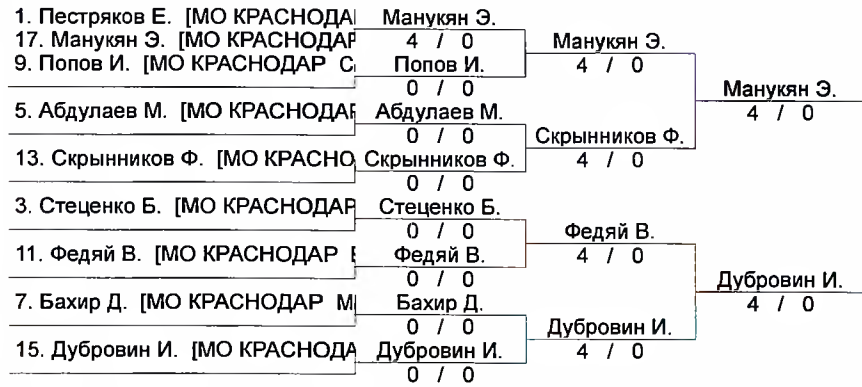 1. Пестряков Е. [МО КРАСНОДА
Манукян Э.
17. Манукян Э. [МО КРАСНОДАР
4 / 0
Манукян Э.
9. Попов И. [МО КРАСНОДАР С
Попов И.
4 / 0
0 / 0
Манукян Э.
5. Абдулаев М. [МО КРАСНОДАР
Абдулаев М.
4 / 0
0 / 0
Скрынников Ф.
13. Скрынников Ф. [МО КРАСНО
Скрынников Ф.
4 / 0
0 / 0
3. Стеценко Б. [МО КРАСНОДАР
Стеценко Б.
0 / 0
Федяй В.
11. Федяй В. [МО КРАСНОДАР
Федяй В.
4 / 0
0 / 0
Дубровин И.
7. Бахир Д. [МО КРАСНОДАР М
Бахир Д.
4 / 0
0 / 0
Дубровин И.
15. Дубровин И. [МО КРАСНОДА
Дубровин И.
4 / 0
0 / 0